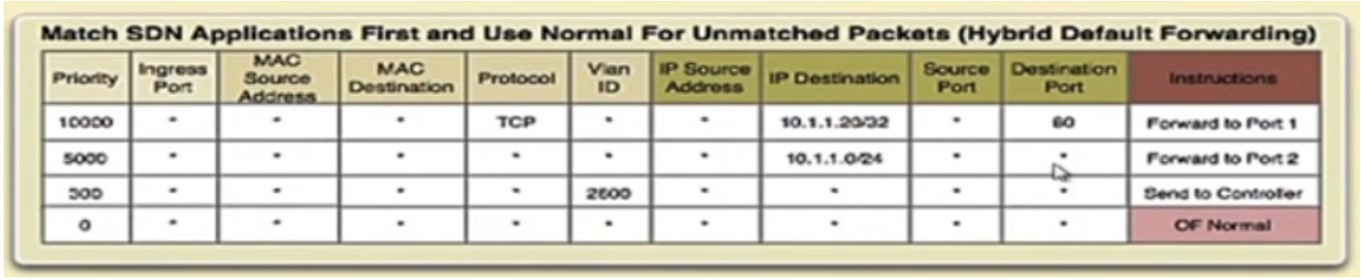 Match SDN Applications First and Use Normal For Unmatched Packets (Hybrid Default Forwarding)
Priority Ingress Port MAC Source Address MAC Destination Protocol Vlan ID IP Source Address IP Destination Source Port Destination Port Instructions
10000 * * * TCP * * 10.1.1.20/32 * 80 Forward to Port 1
5000 * * * * * * 10.1.1.0/24 * * Forward to Port 2
300 * * * * * * * * Send to Controller
0 * * * * * * * * * OF Normal